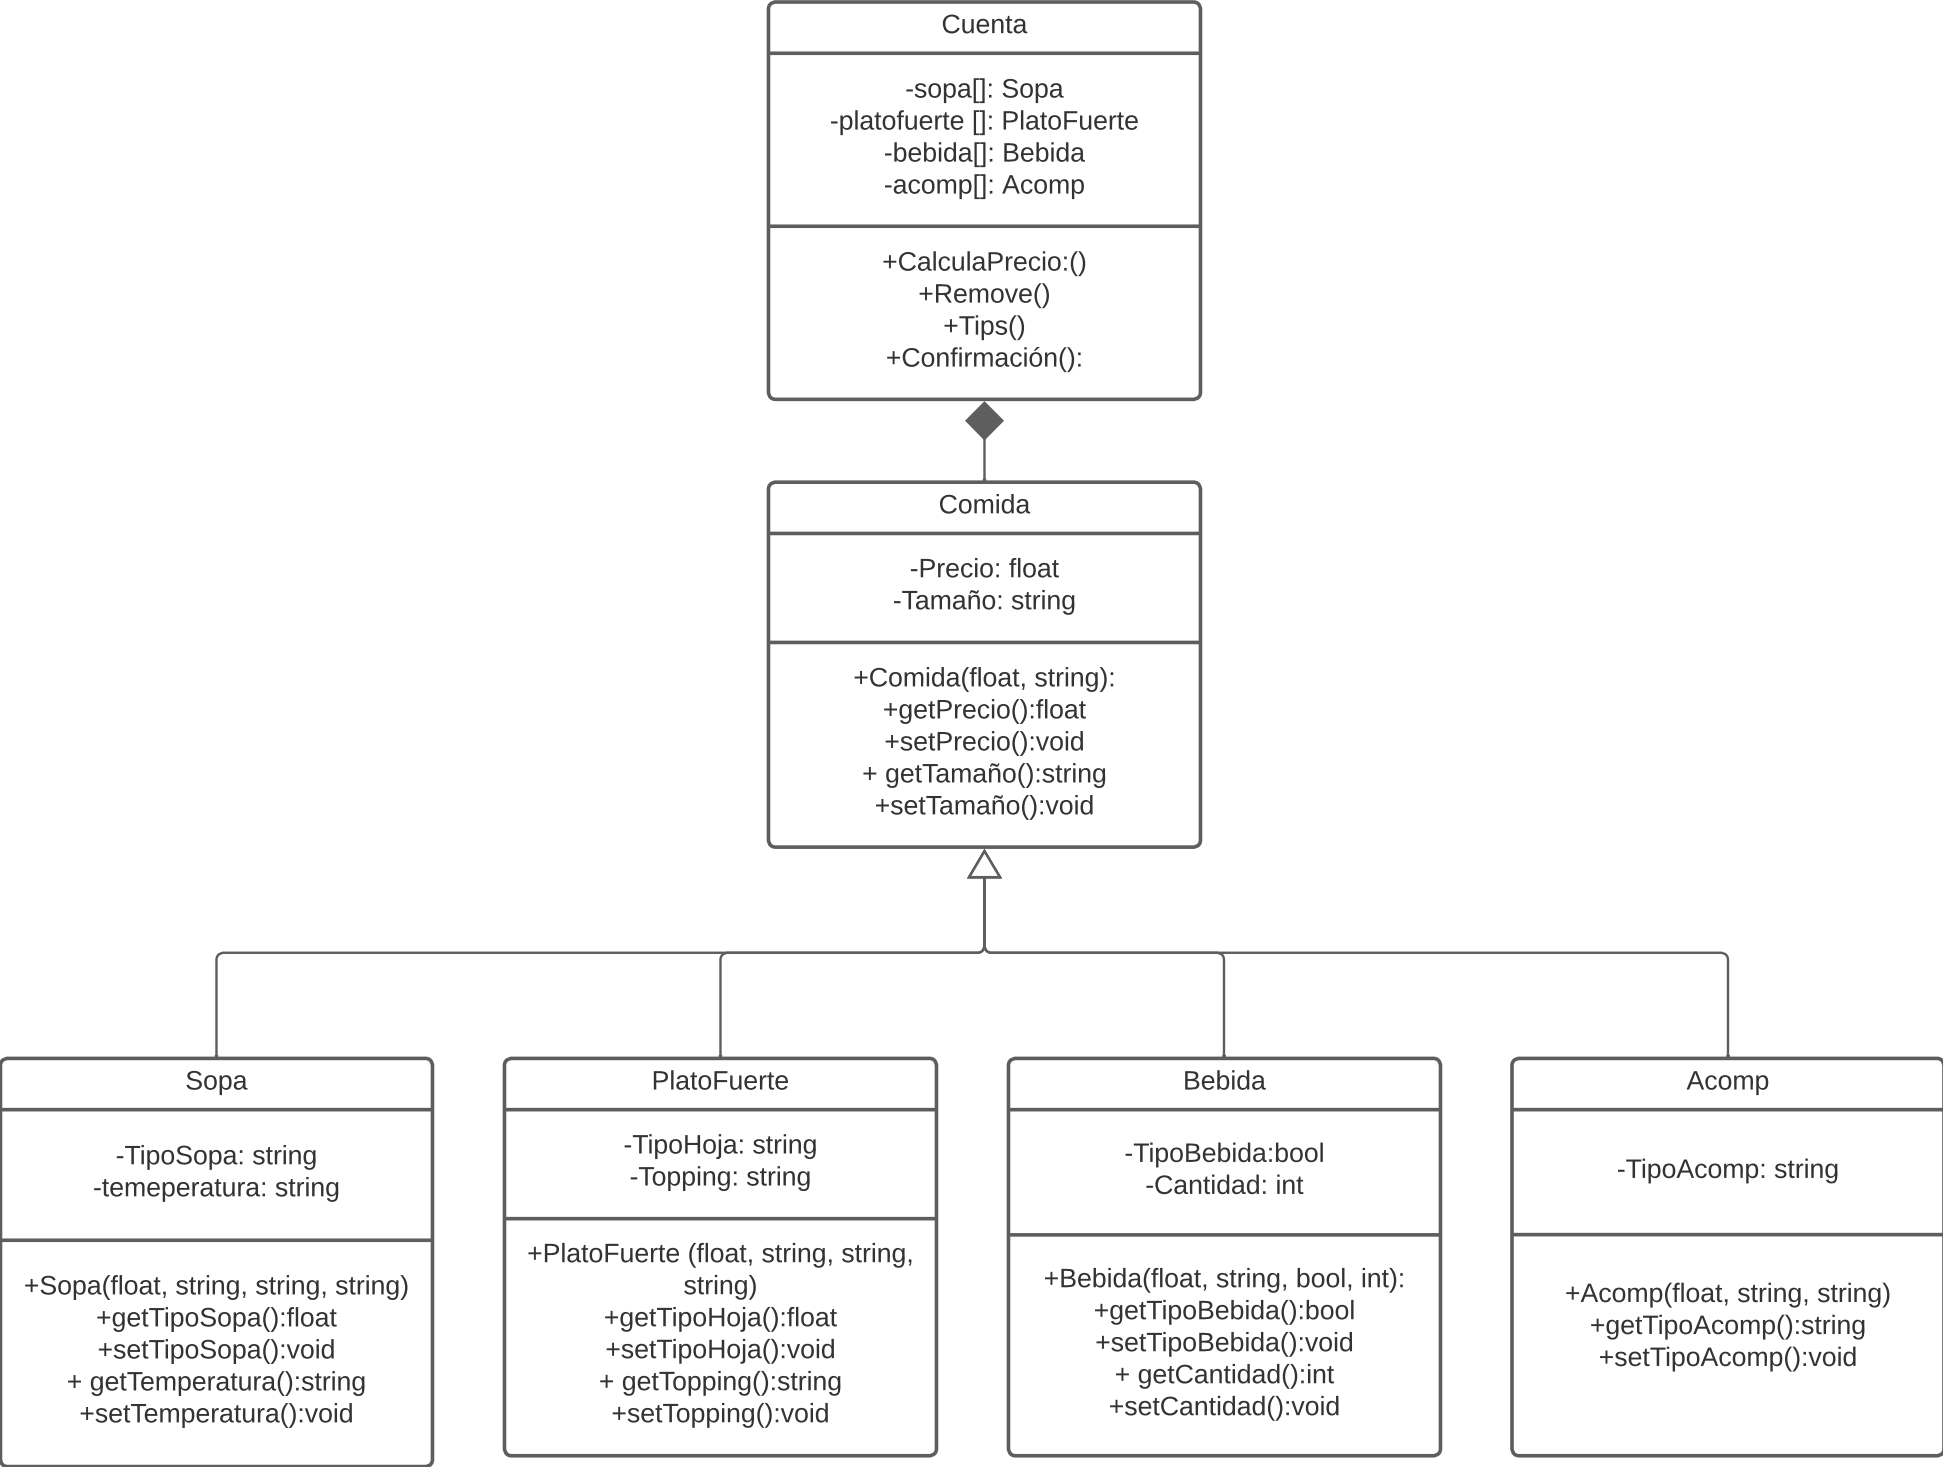 Cuenta
-sopa[]: Sopa
-platofuerte []: PlatoFuerte
-bebida[]: Bebida
-acomp[]: Acomp
+CalculaPrecio:()
+Remove()
+Tips()
+Confirmación():
Comida
-Precio: float
-Tamaño: string
+Comida(float, string):
+getPrecio():float
+setPrecio():void
+ getTamaño():string
+setTamaño():void
Sopa
-TipoSopa: string
-temeperatura: string
+Sopa(float, string, string, string)
+getTipoSopa():float
+setTipoSopa():void
+ getTemperatura():string
+setTemperatura():void
PlatoFuerte
-TipoHoja: string
-Topping: string
+PlatoFuerte (float, string, string,
string)
+getTipoHoja():float
+setTipoHoja():void
+ getTopping():string
+setTopping():void
Bebida
-TipoBebida:bool
-Cantidad: int
+Bebida(float, string, bool, int):
+getTipoBebida():bool
+setTipoBebida():void
+ getCantidad():int
+setCantidad():void
Acomp
-TipoAcomp: string
+Acomp(float, string, string)
+getTipoAcomp():string
+setTipoAcomp():void